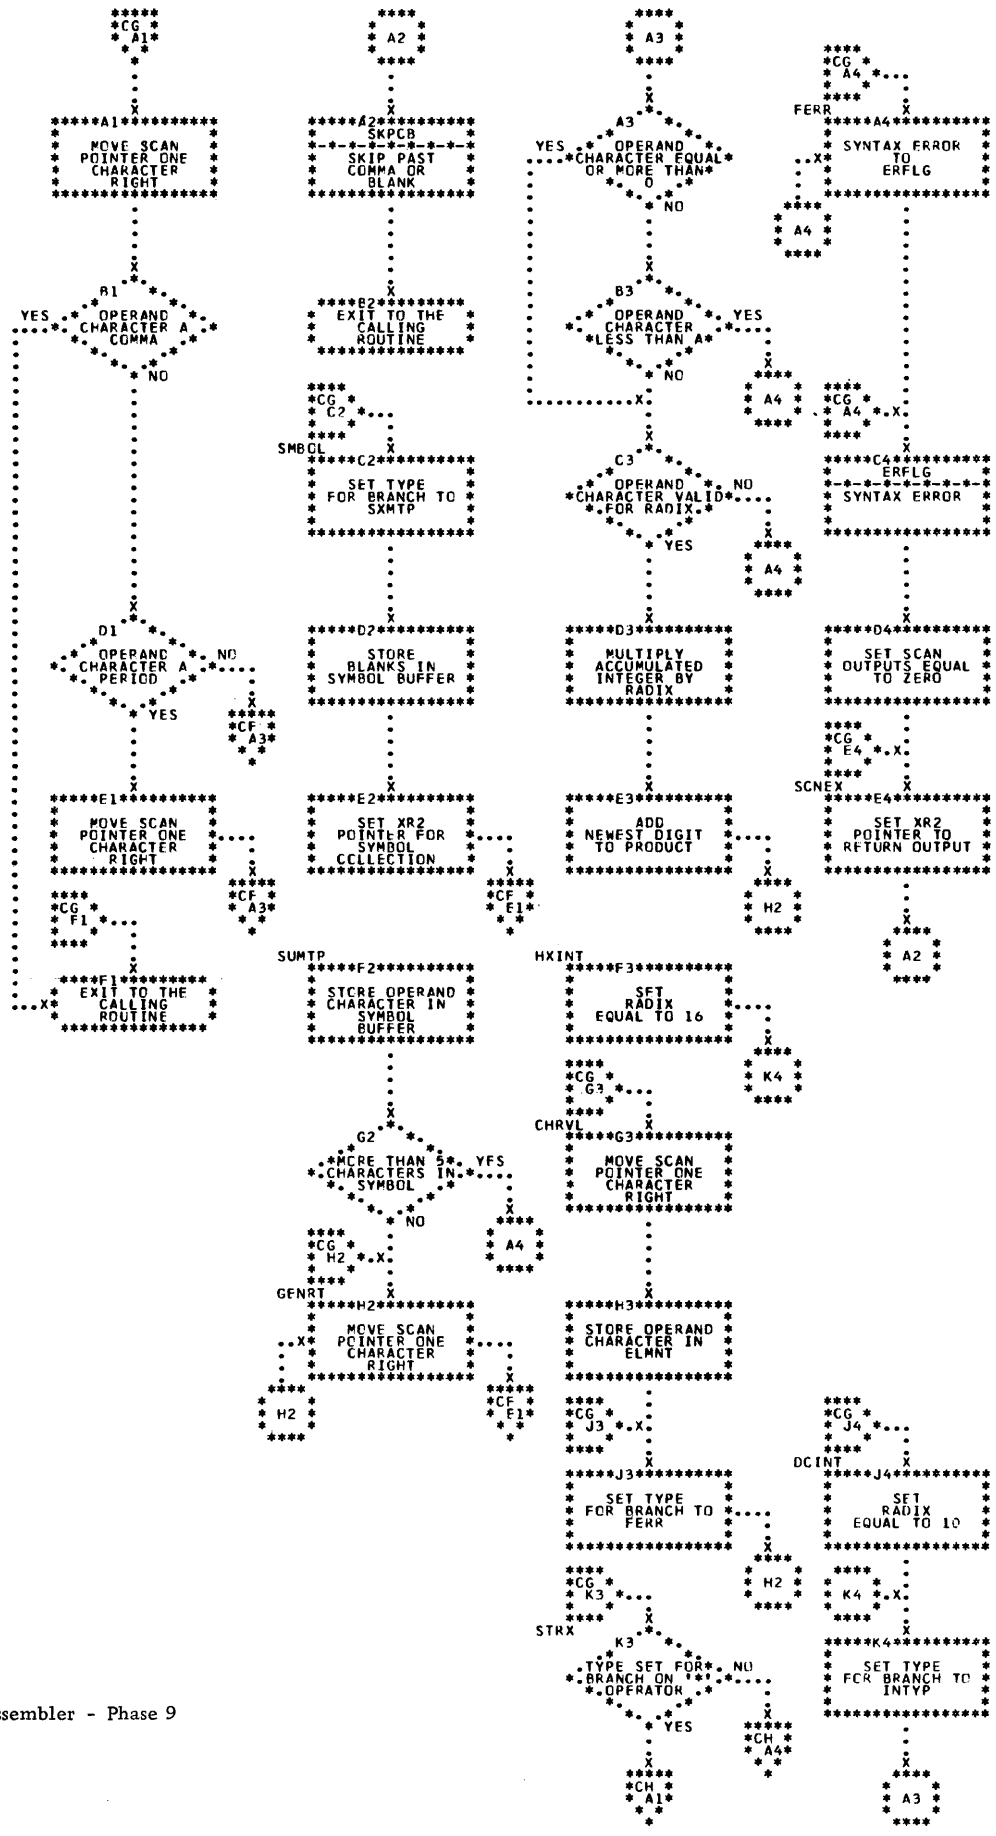 CG
A1
A1
MOVE SCAN
POINTER ONE
CHARACTER
RIGHT
B1
YES
OPERAND
CHARACTER A
COMMA
NO
D1
OPERAND
CHARACTER A
PERIOD
NO
YES
CF
A3
E1
MOVE SCAN
POINTER ONE
CHARACTER
RIGHT
CF
A3
CG
F1
F1
EXIT TO THE
CALLING
ROUTINE
A2
A2
SKPCB
SKIP PAST
COMMA OR
BLANK
B2
EXIT TO THE
CALLING
ROUTINE
CG
C2
SMBOL
C2
SET TYPE
FOR BRANCH TO
SXMTP
D2
STORE
BLANKS IN
SYMBOL BUFFER
E2
SET XR2
POINTER FOR
SYMBOL
COLLECTION
CF
E1
SUMTP
F2
STORE OPERAND
CHARACTER IN
SYMBOL
BUFFER
G2
MORE THAN 5
CHARACTERS IN
SYMBOL
YES
NO
A4
CG
H2
GENRT
H2
MOVE SCAN
POINTER ONE
CHARACTER
RIGHT
H2
CF
E1
A3
A3
YES
OPERAND
CHARACTER EQUAL
OR MORE THAN
0
NO
B3
OPERAND
CHARACTER
LESS THAN A
YES
NO
A4
C3
OPERAND
CHARACTER VALID
FOR RADIX
NO
YES
A4
D3
MULTIPLY
ACCUMULATED
INTEGER BY
RADIX
E3
ADD
NEWEST DIGIT
TO PRODUCT
H2
HXINT
F3
SET
RADIX
EQUAL TO 16
K4
CG
G3
CHRVL
G3
MOVE SCAN
POINTER ONE
CHARACTER
RIGHT
H3
STORE OPERAND
CHARACTER IN
ELMNT
CG
J3
J3
SET TYPE
FOR BRANCH TO
FERR
H2
CG
K3
STRX
K3
TYPE SET FOR
BRANCH ON '*'
OPERATOR
NO
YES
CH
A4
CH
A1
CG
A4
FERR
A4
SYNTAX ERROR
TO
ERFLG
A4
CG
A4
C4
ERFLG
SYNTAX ERROR
D4
SET SCAN
OUTPUTS EQUAL
TO ZERO
CG
E4
SCNEX
E4
SET XR2
POINTER TO
RETURN OUTPUT
A2
CG
J4
DCINT
J4
SET
RADIX
EQUAL TO 10
K4
K4
SET TYPE
FOR BRANCH TO
INTYP
A3
ssembler - Phase 9